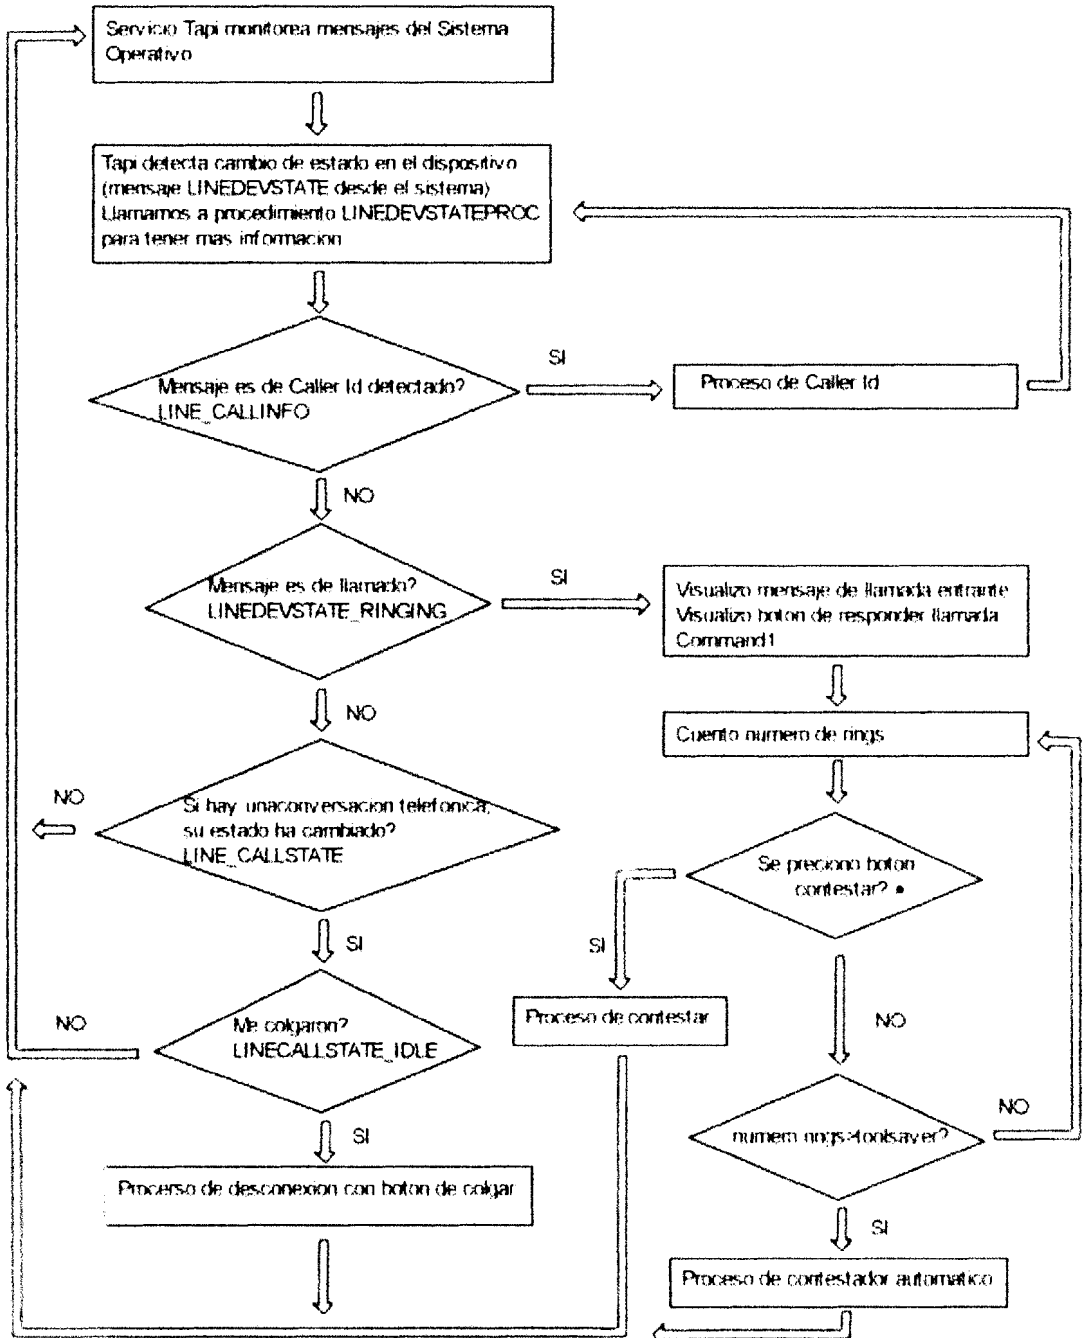 Servicio Tapi monitorea mensajes del Sistema
Operativo
Tapi detecta cambio de estado en el dispositivo
(mensaje LINEDEVSTATE desde el sistema)
Llamamos a procedimiento LINEDEVSTATEPROC
para tener mas informacion
Mensaje es de Caller Id detectado?
LINE_CALLINFO
SI
Proceso de Caller Id
NO
Mensaje es de llamado?
LINEDEVSTATE_RINGING
SI
Visualizo mensaje de llamada entrante
Visualizo boton de responder llamada
Command1
NO
Cuento numero de rings
Si hay unaconversacion telefonica,
su estado ha cambiado?
LINE_CALLSTATE
NO
SI
Se preciono boton
contestar?
SI
NO
Proceso de contestar
Me colgaron?
LINECALLSTATE_IDLE
NO
SI
numero rings>toolsaver?
NO
SI
Procerso de desconexion con boton de colgar
Proceso de contestador automatico